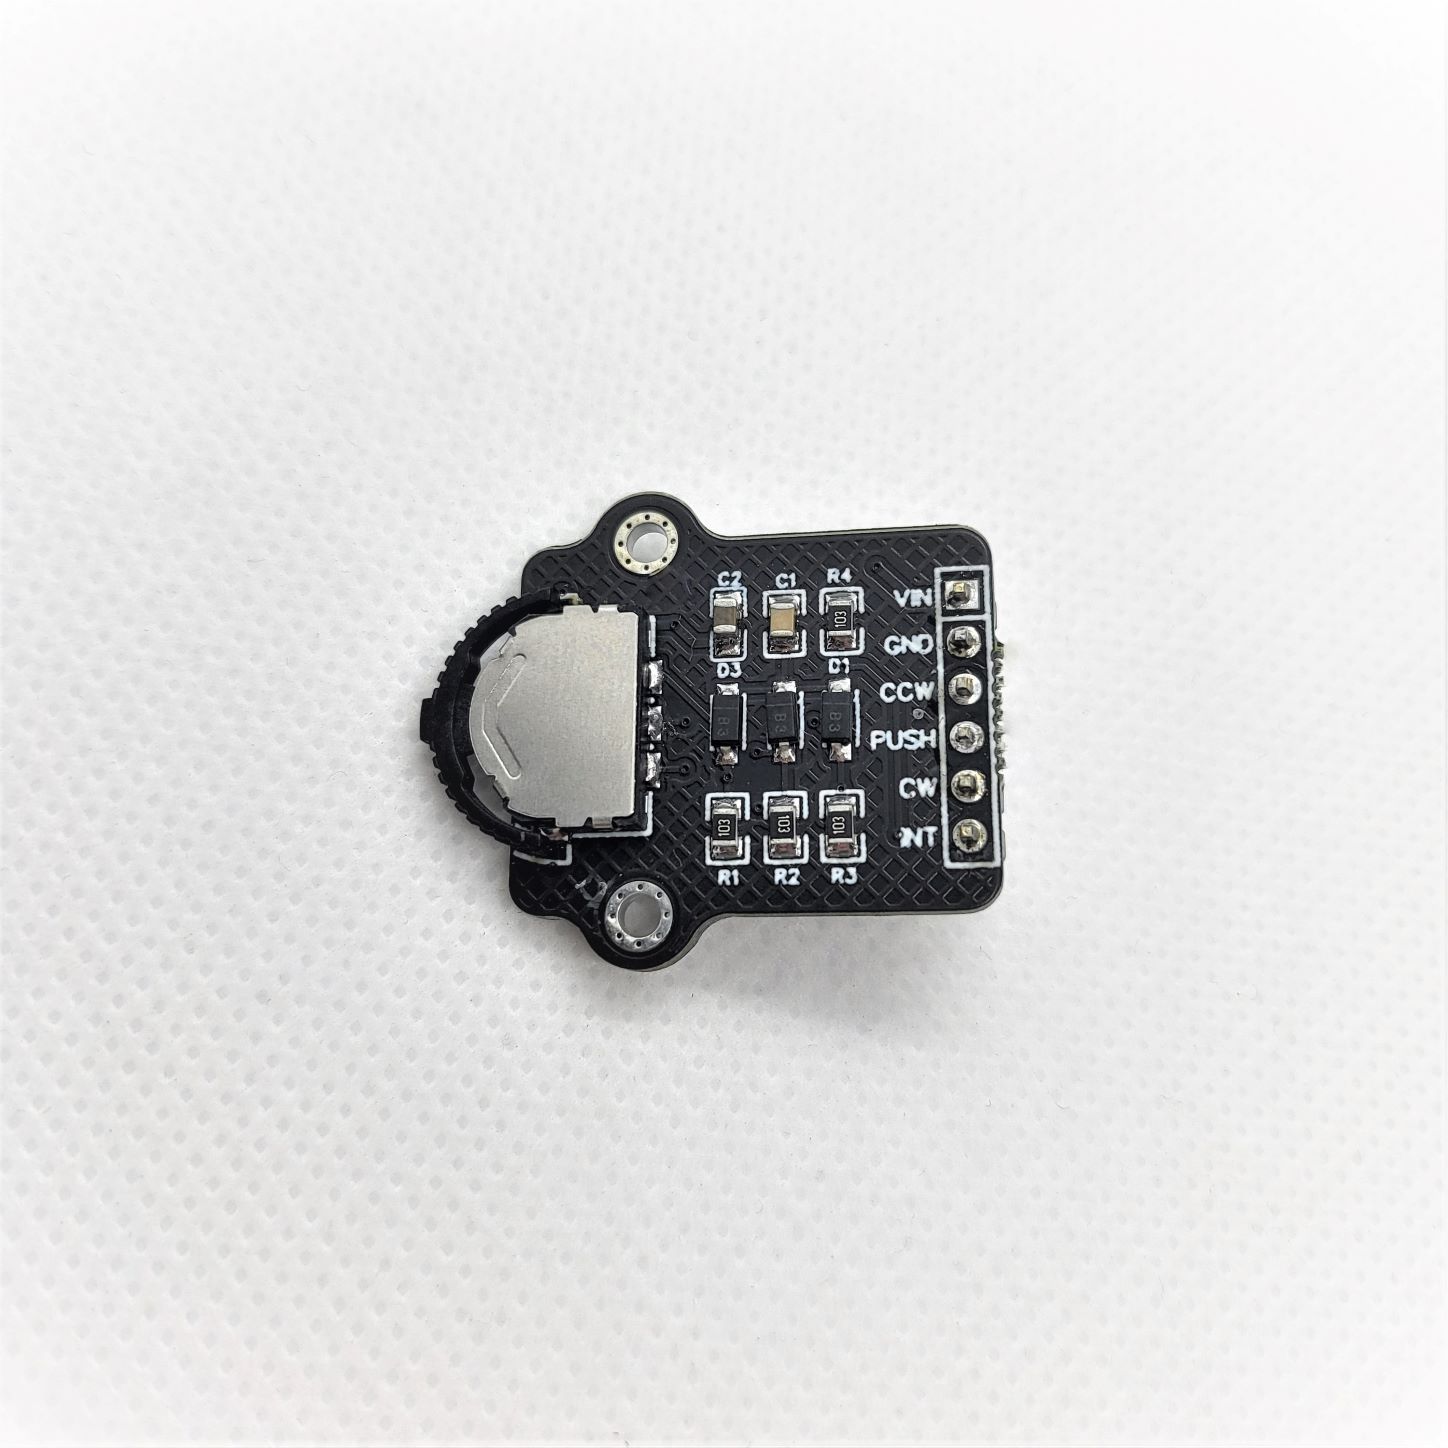 C2 C1 R4
103
VIN
GND
D3 D1
CCW
B3 B3 B3
PUSH
CW
103 103 103
INT
R1 R2 R3